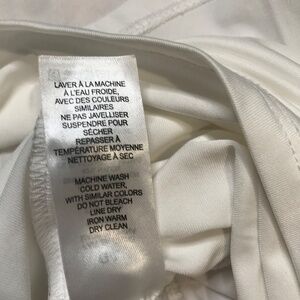 LAVER À LA MACHINE
À L'EAU FROIDE,
AVEC DES COULEURS
SIMILAIRES
NE PAS JAVELLISER
SUSPENDRE POUR
SÉCHER
REPASSER À
TEMPÉRATURE MOYENNE
NETTOYAGE À SEC
MACHINE WASH
COLD WATER,
WITH SIMILAR COLORS
DO NOT BLEACH
LINE DRY
IRON WARM
DRY CLEAN